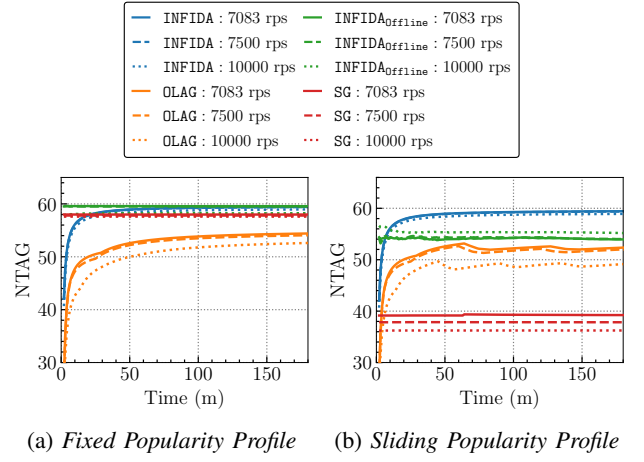 INFIDA : 7083 rps
INFIDA : 7500 rps
INFIDA : 10000 rps
OLAG : 7083 rps
OLAG : 7500 rps
OLAG : 10000 rps
INFIDAOffline : 7083 rps
INFIDAOffline : 7500 rps
INFIDAOffline : 10000 rps
SG : 7083 rps
SG : 7500 rps
SG : 10000 rps
NTAG
60
50
40
30
0 50 100 150
Time (m)
(a) Fixed Popularity Profile
NTAG
60
50
40
30
0 50 100 150
Time (m)
(b) Sliding Popularity Profile